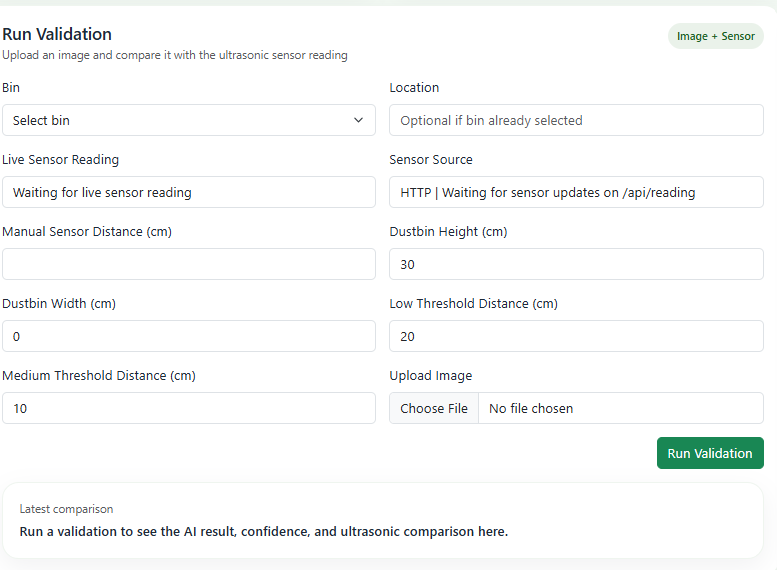 Run Validation
Image + Sensor
Upload an image and compare it with the ultrasonic sensor reading
Bin
Location
Select bin
Optional if bin already selected
Live Sensor Reading
Sensor Source
Waiting for live sensor reading
HTTP | Waiting for sensor updates on /api/reading
Manual Sensor Distance (cm)
Dustbin Height (cm)
30
Dustbin Width (cm)
Low Threshold Distance (cm)
0
20
Medium Threshold Distance (cm)
Upload Image
10
Choose File
No file chosen
Run Validation
Latest comparison
Run a validation to see the AI result, confidence, and ultrasonic comparison here.